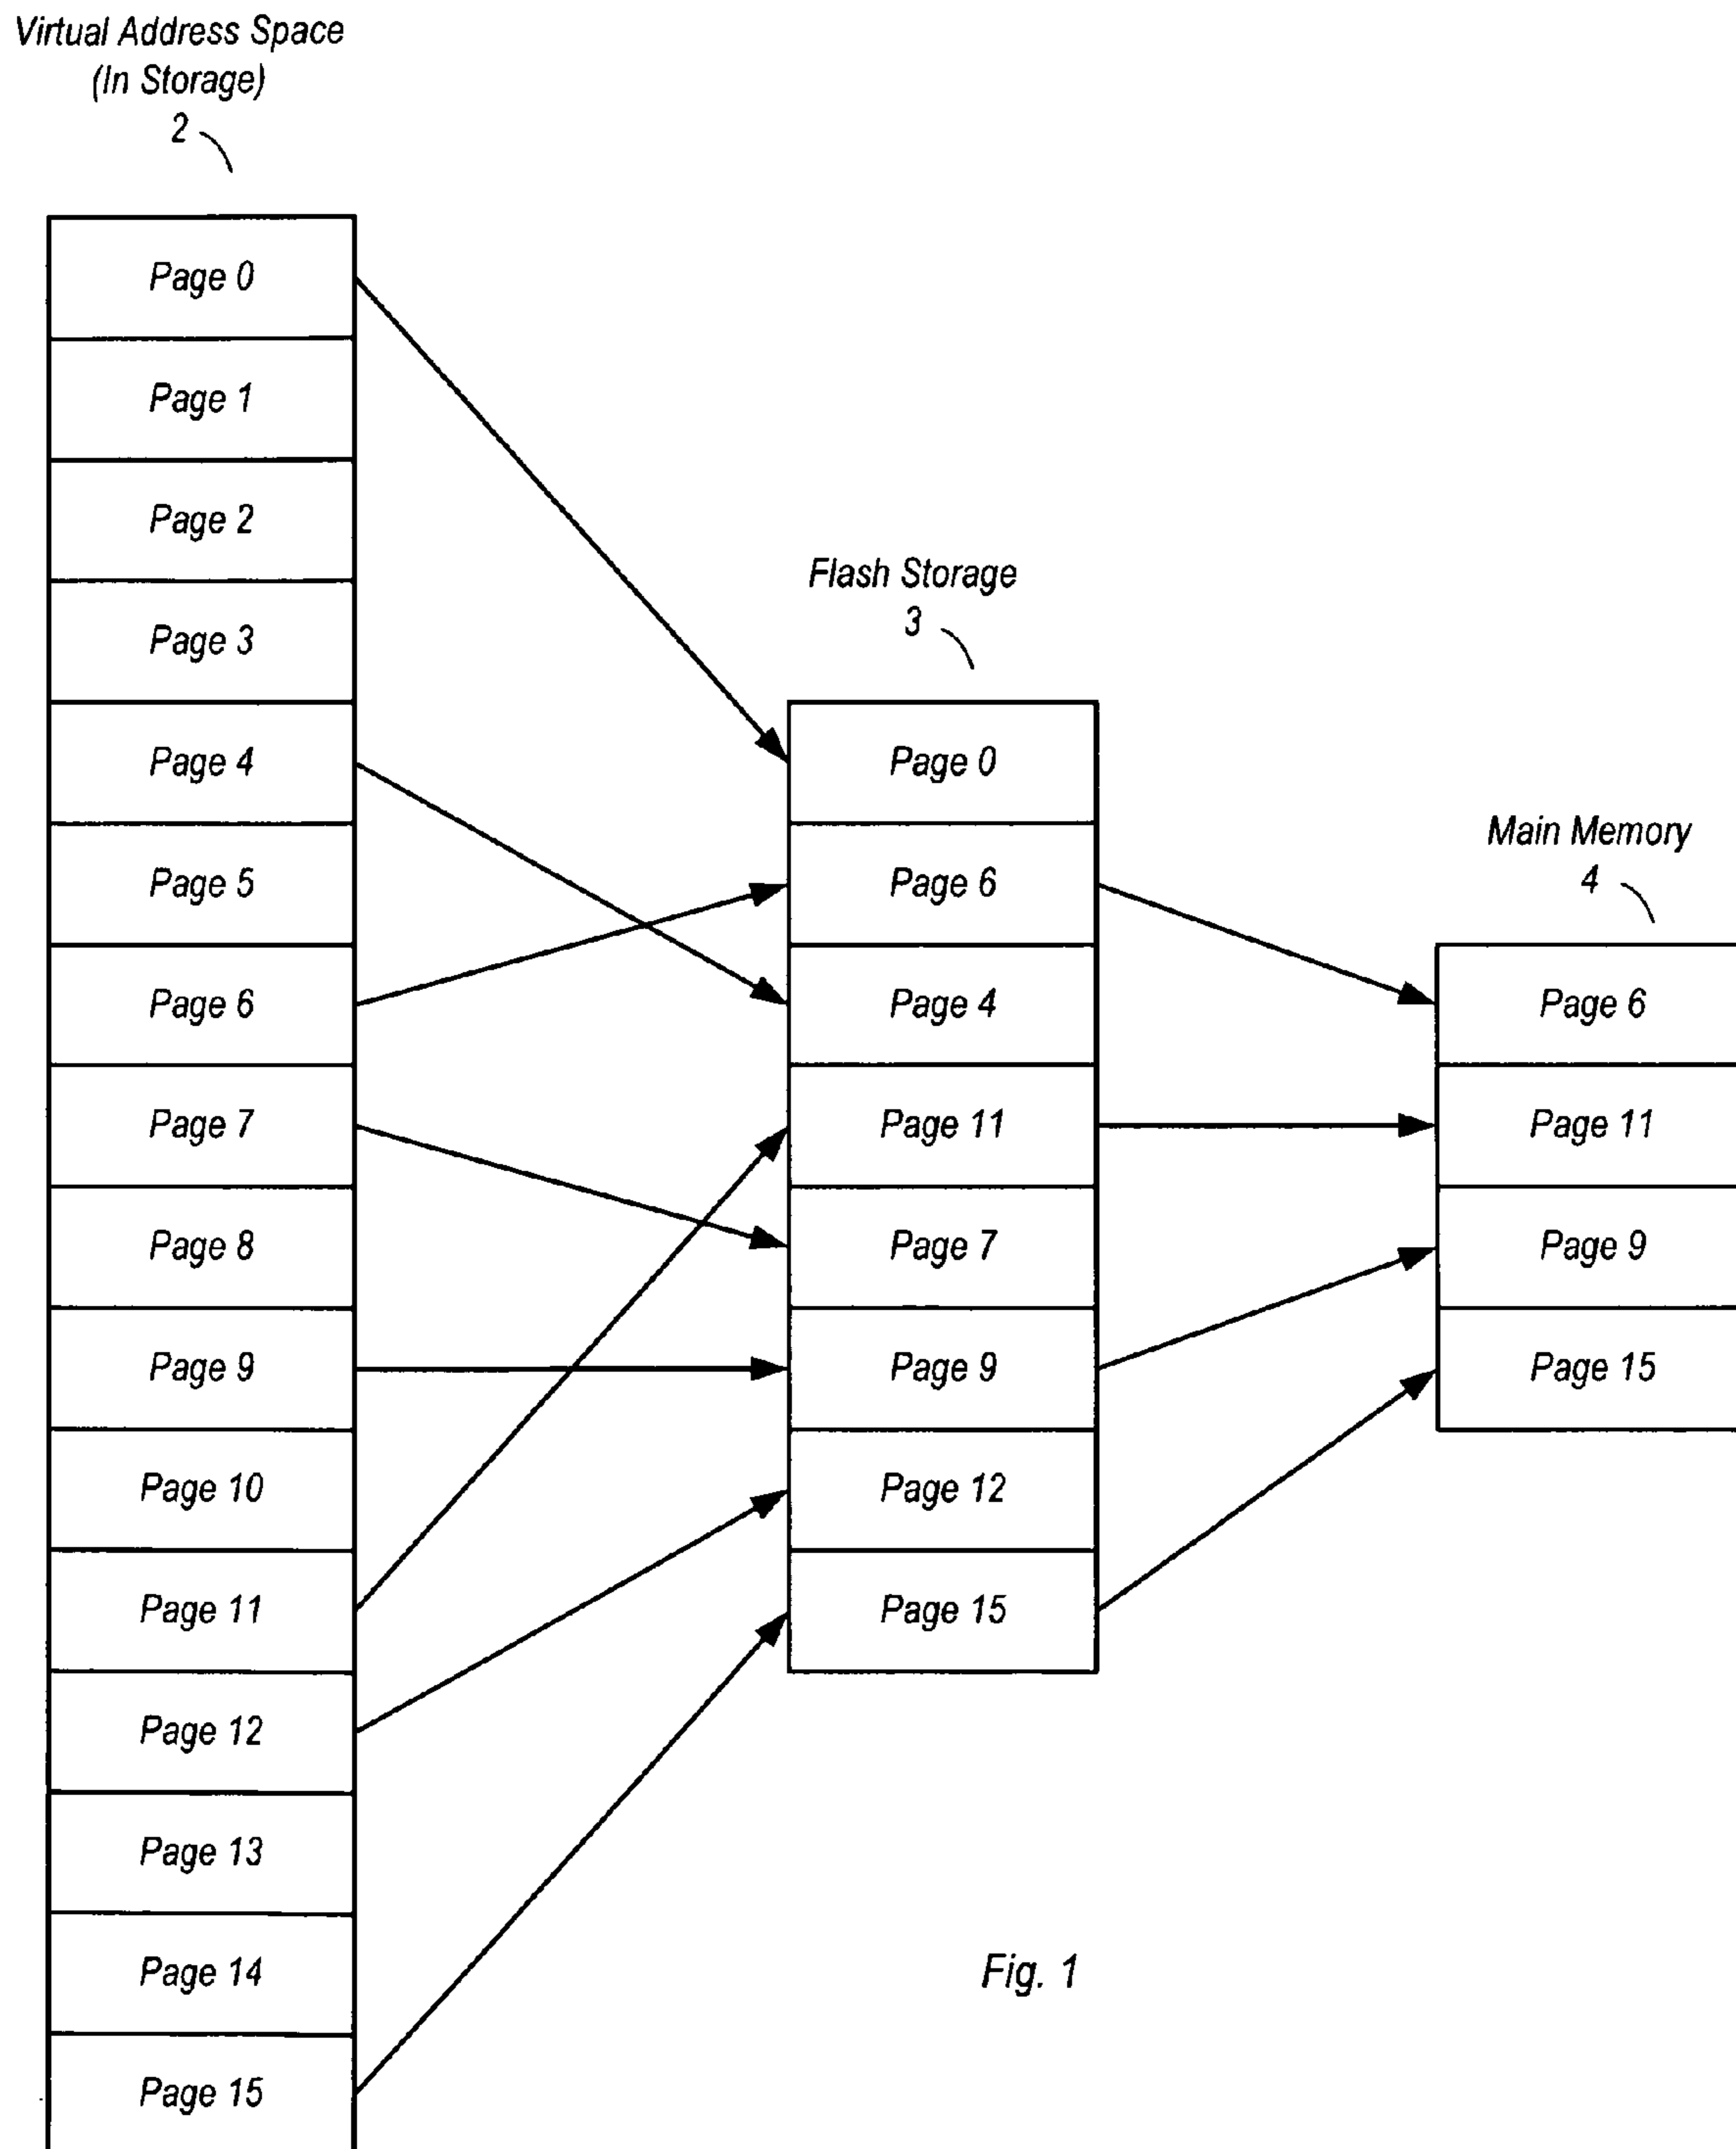 Virtual Address Space
(In Storage)
2
Page 0
Page 1
Page 2
Page 3
Page 4
Page 5
Page 6
Page 7
Page 8
Page 9
Page 10
Page 11
Page 12
Page 13
Page 14
Page 15
Flash Storage
3
Page 0
Page 6
Page 4
Page 11
Page 7
Page 9
Page 12
Page 15
Main Memory
4
Page 6
Page 11
Page 9
Page 15
Fig. 1